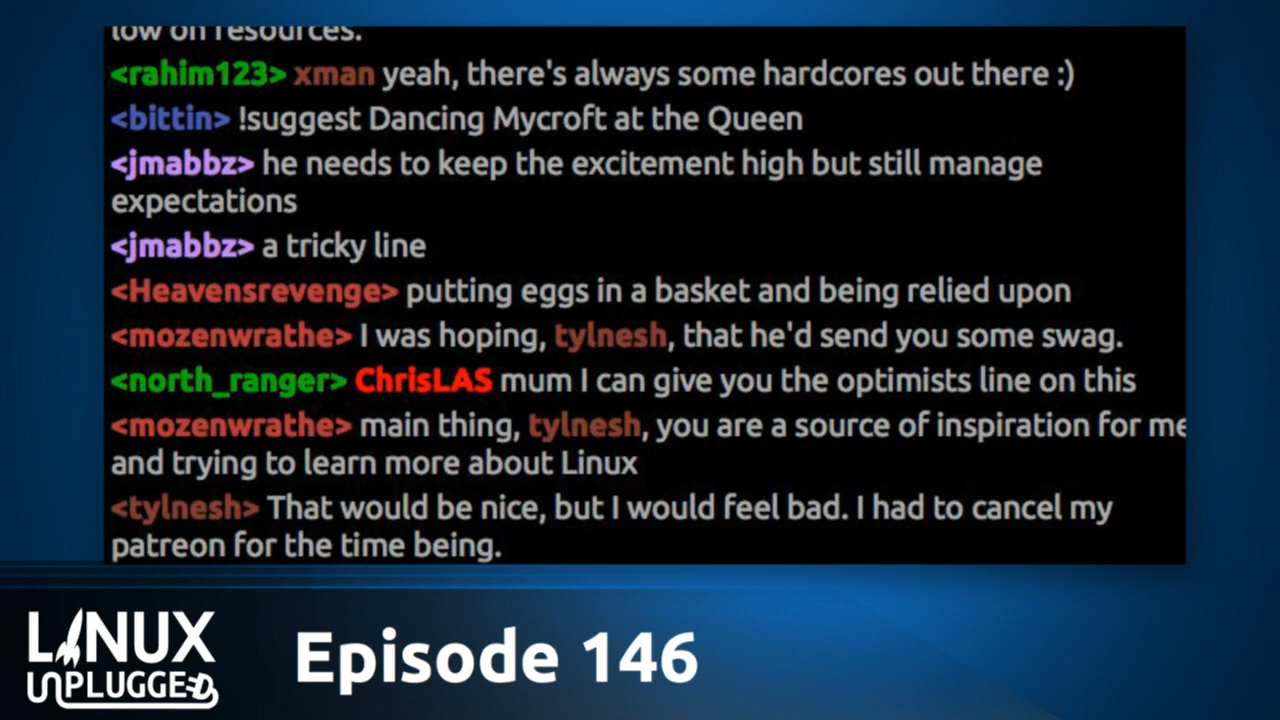 low on resources.
<rahim123> xman yeah, there's always some hardcores out there :)
<bittin> !suggest Dancing Mycroft at the Queen
<jmabbz> he needs to keep the excitement high but still manage
expectations
<jmabbz> a tricky line
<Heavensrevenge> putting eggs in a basket and being relied upon
<mozenwrathe> I was hoping, tylnesh, that he'd send you some swag.
<north_ranger> ChrisLAS mum I can give you the optimists line on this
<mozenwrathe> main thing, tylnesh, you are a source of inspiration for me
and trying to learn more about Linux
<tylnesh> That would be nice, but I would feel bad. I had to cancel my
patreon for the time being.
LINUX
UNPLUGGED
Episode 146